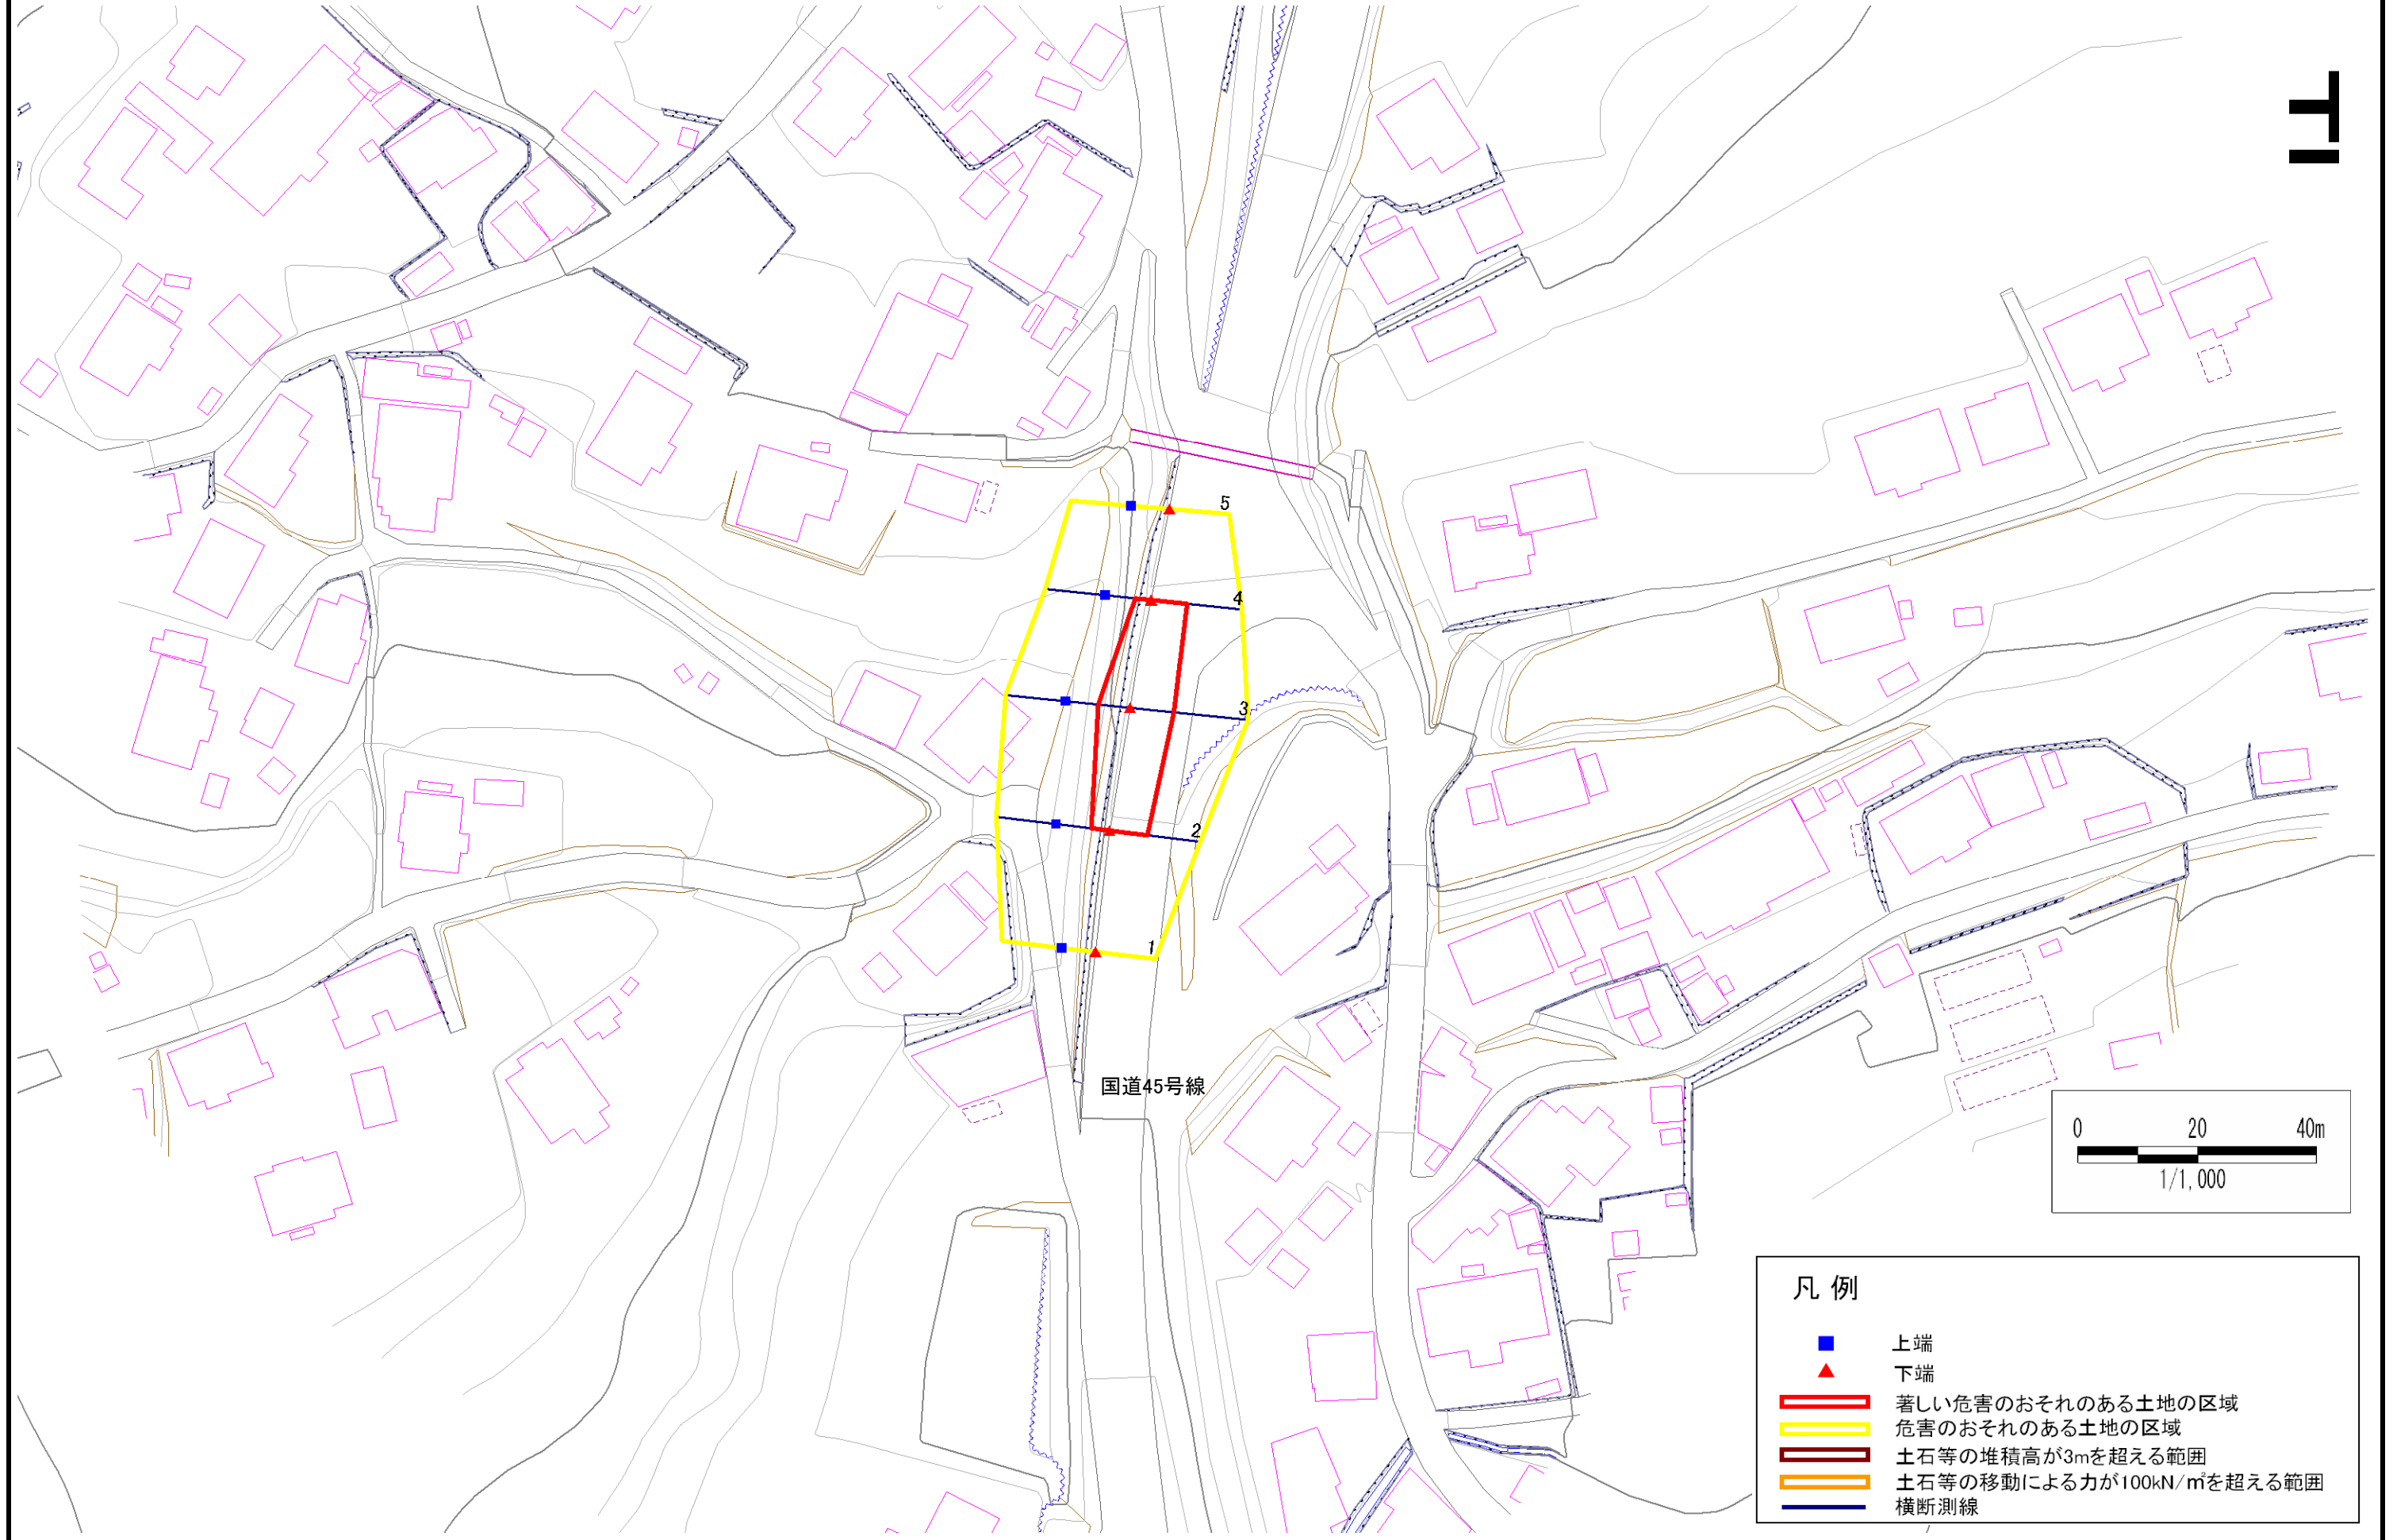 5
4
3
2
1
国道45号線
0 20 40m
1/1,000
凡 例
上端
下端
著しい危害のおそれのある土地の区域
危害のおそれのある土地の区域
土石等の堆積高が3mを超える範囲
土石等の移動による力が100kN/㎡を超える範囲
横断測線